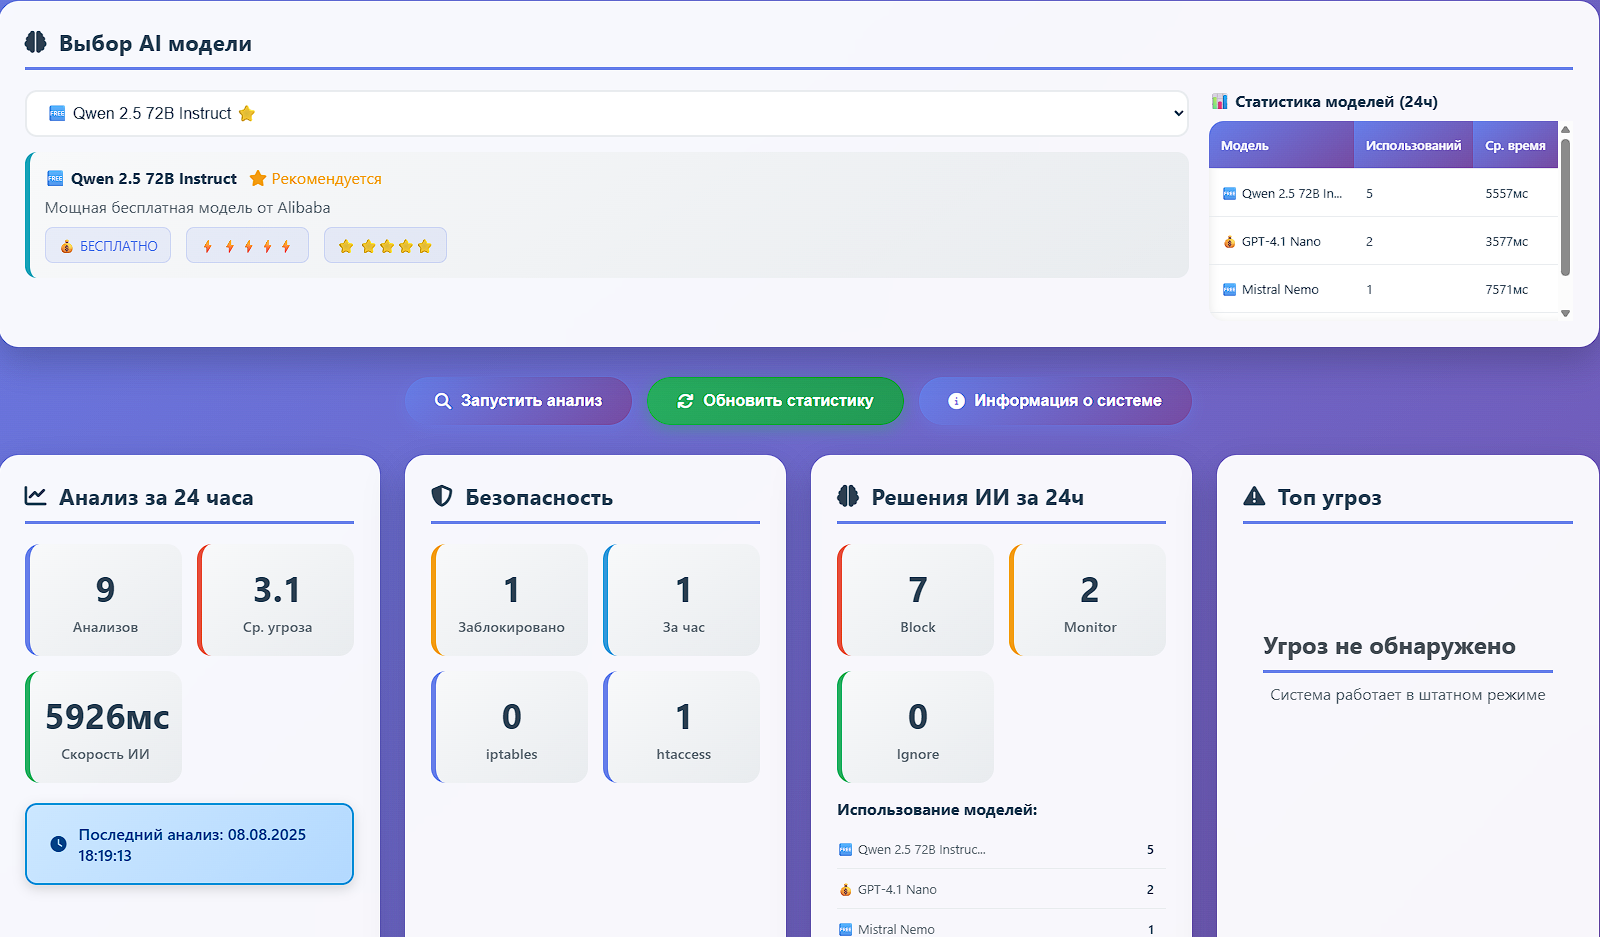 Выбор AI модели
FREE Qwen 2.5 72B Instruct
FREE Qwen 2.5 72B Instruct Рекомендуется
Мощная бесплатная модель от Alibaba
БЕСПЛАТНО
Статистика моделей (24ч)
Модель Использований Ср. время
FREE Qwen 2.5 72B In... 5 5557мс
GPT-4.1 Nano 2 3577мс
FREE Mistral Nemo 1 7571мс
Запустить анализ
Обновить статистику
Информация о системе
Анализ за 24 часа
9
Анализов
3.1
Ср. угроза
5926мс
Скорость ИИ
Последний анализ: 08.08.2025
18:19:13
Безопасность
1
Заблокировано
1
За час
0
iptables
1
htaccess
Решения ИИ за 24ч
7
Block
2
Monitor
0
Ignore
Использование моделей:
FREE Qwen 2.5 72B Instruc... 5
GPT-4.1 Nano 2
FREE Mistral Nemo 1
Топ угроз
Угроз не обнаружено
Система работает в штатном режиме